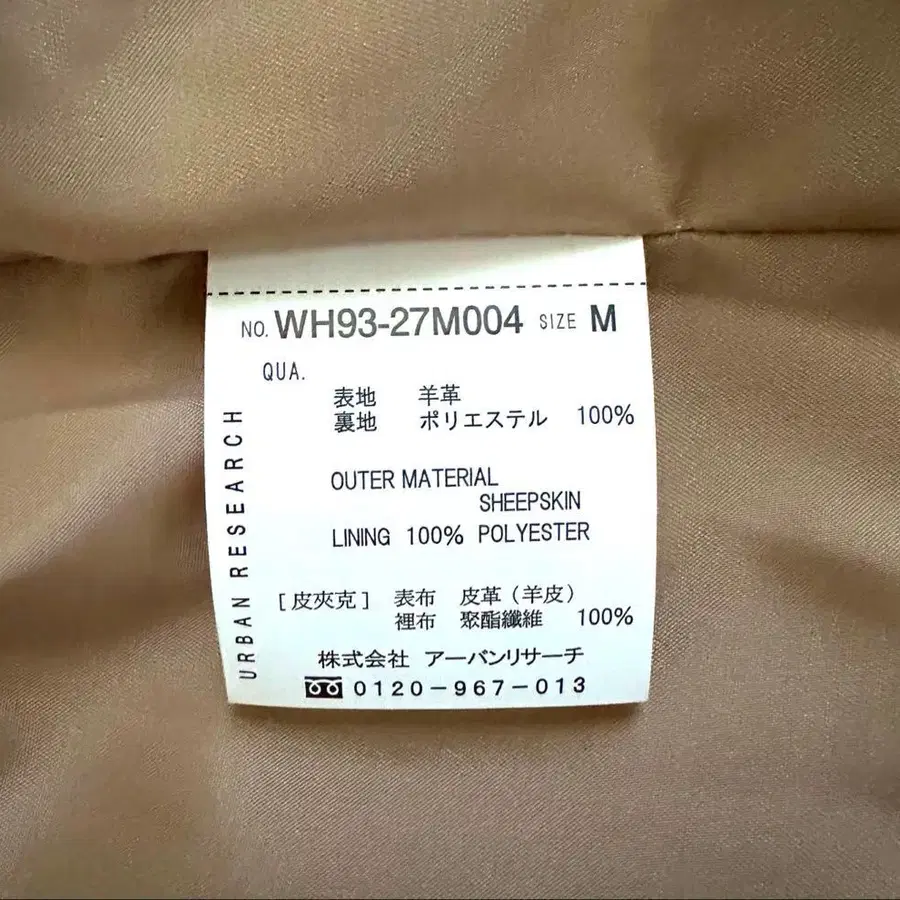 NO. WH93-27M004 SIZE M
QUA.
表地 羊革
裏地 ポリエステル 100%
OUTER MATERIAL
SHEEPSKIN
LINING 100% POLYESTER
[皮夾克] 表布 皮革(羊皮)
裡布 聚酯纖維 100%
株式会社 アーバンリサーチ
0120-967-013
URBAN RESEARCH